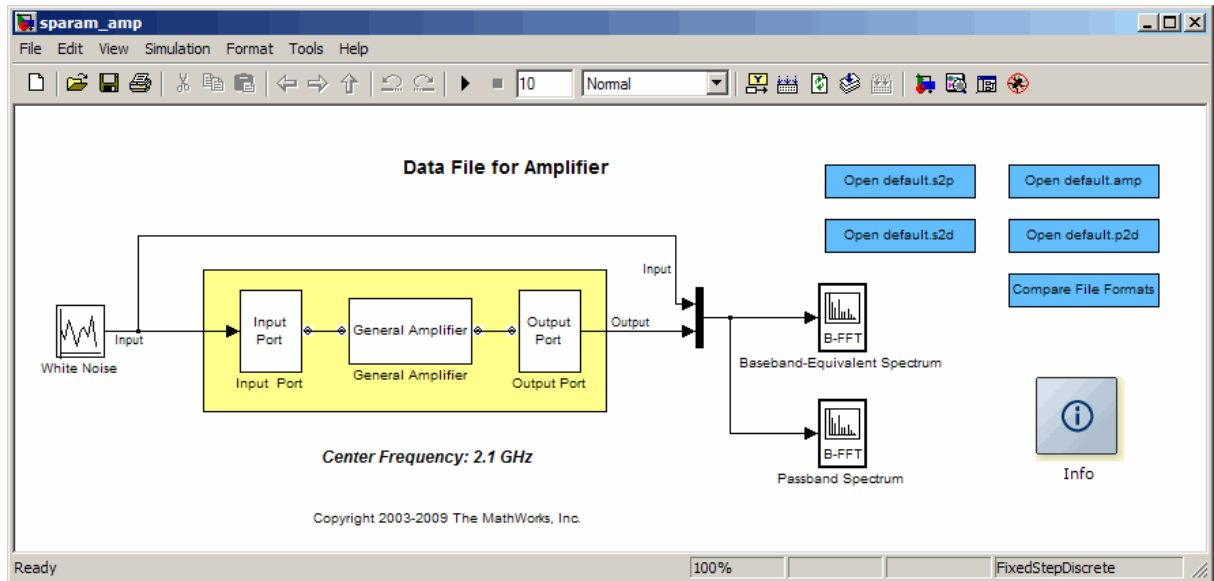 sparam_amp
File Edit View Simulation Format Tools Help
10 Normal
Data File for Amplifier
Open default.s2p
Open default.amp
Open default.s2d
Open default.p2d
Compare File Formats
Input
Input
Port
General Amplifier
Output
Port
Output
Input
White Noise
Input Port
General Amplifier
Output Port
B-FFT
Baseband-Equivalent Spectrum
B-FFT
Passband Spectrum
Info
Center Frequency: 2.1 GHz
Copyright 2003-2009 The MathWorks, Inc.
Ready
100%
FixedStepDiscrete